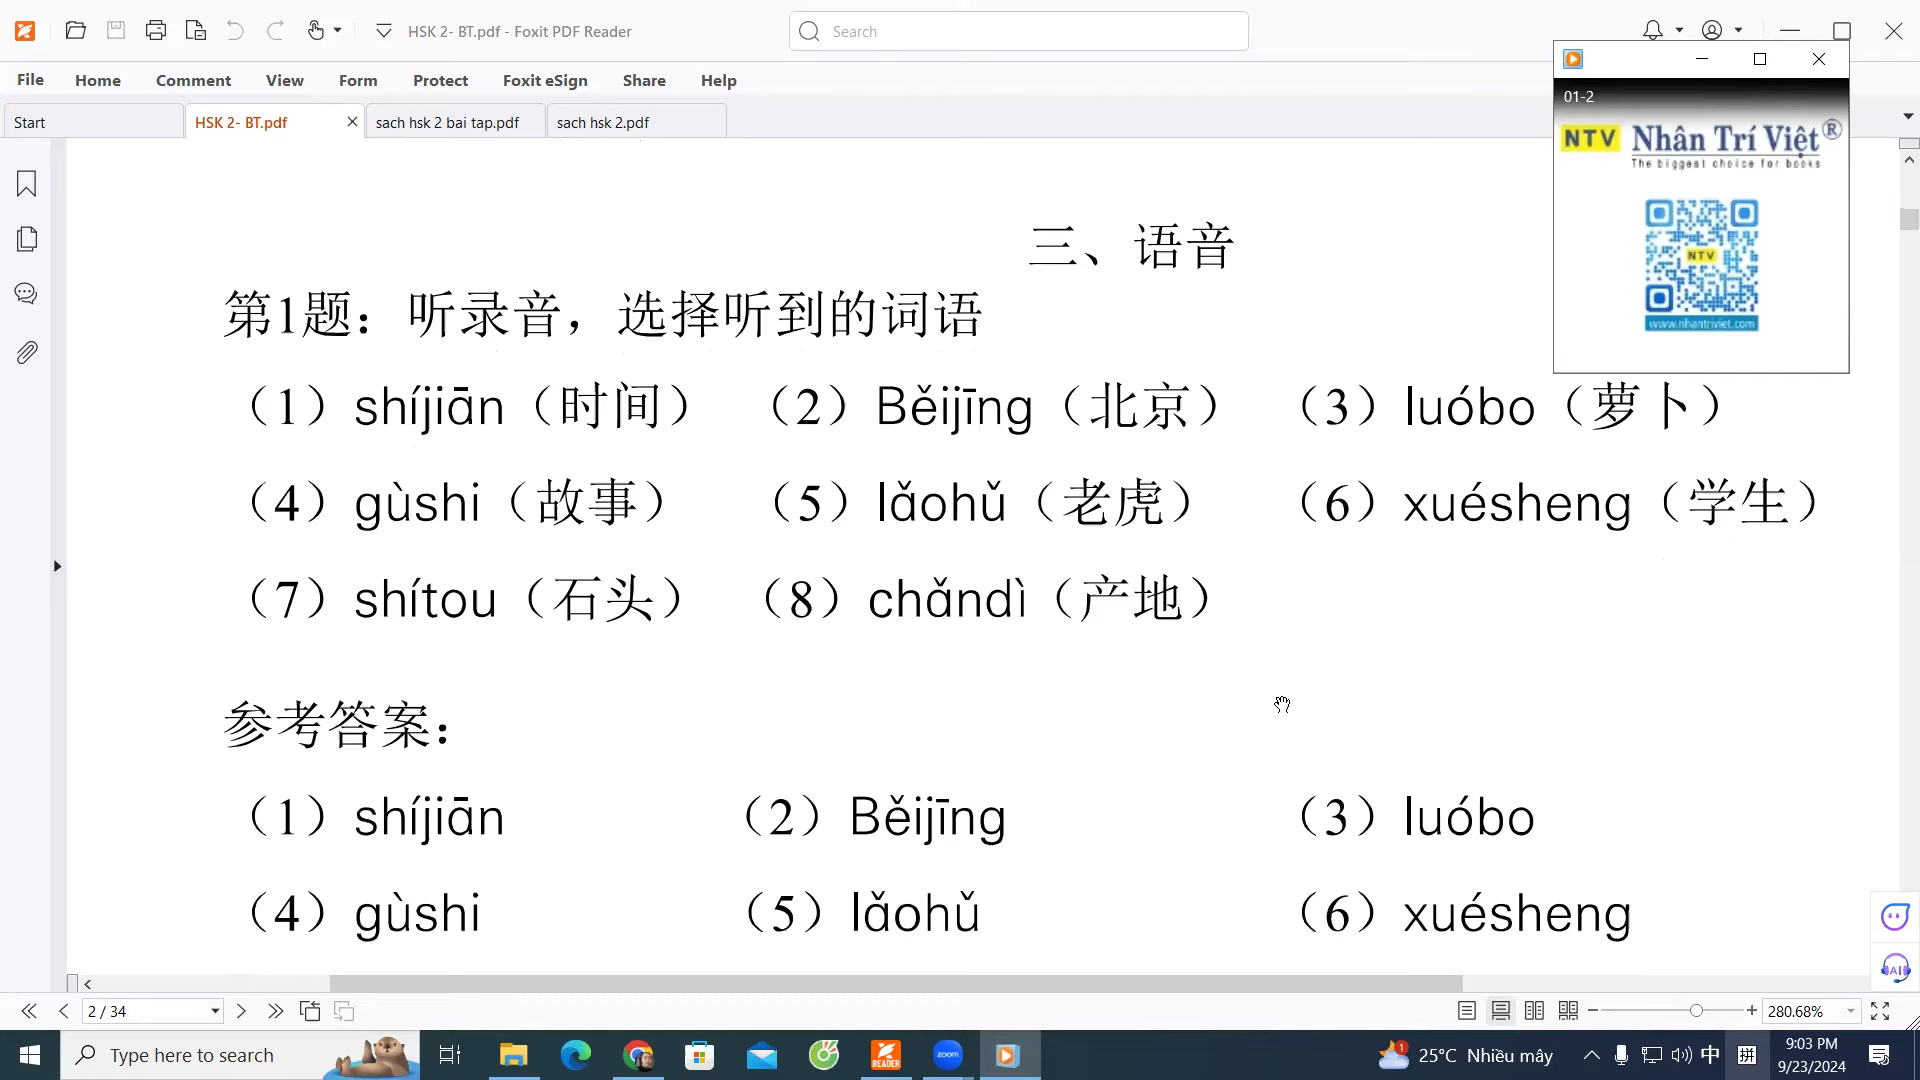 HSK 2- BT.pdf - Foxit PDF Reader
Search
File Home Comment View Form Protect Foxit eSign Share Help
Start HSK 2- BT.pdf sach hsk 2 bai tap.pdf sach hsk 2.pdf
01-2
NTV Nhân Trí Việt®
The biggest choice for books
NTV
www.nhantriviet.com
三、语音
第1题：听录音，选择听到的词语
（1）shíjiān（时间） （2）Běijīng（北京） （3）luóbo（萝卜）
（4）gùshi（故事） （5）lǎohǔ（老虎） （6）xuésheng（学生）
（7）shítou（石头） （8）chǎndì（产地）
参考答案：
（1）shíjiān （2）Běijīng （3）luóbo
（4）gùshi （5）lǎohǔ （6）xuésheng
AI
2 / 34
280.68%
Type here to search
READER
zoom
1
25°C Nhiều mây
中
拼
9:03 PM
9/23/2024